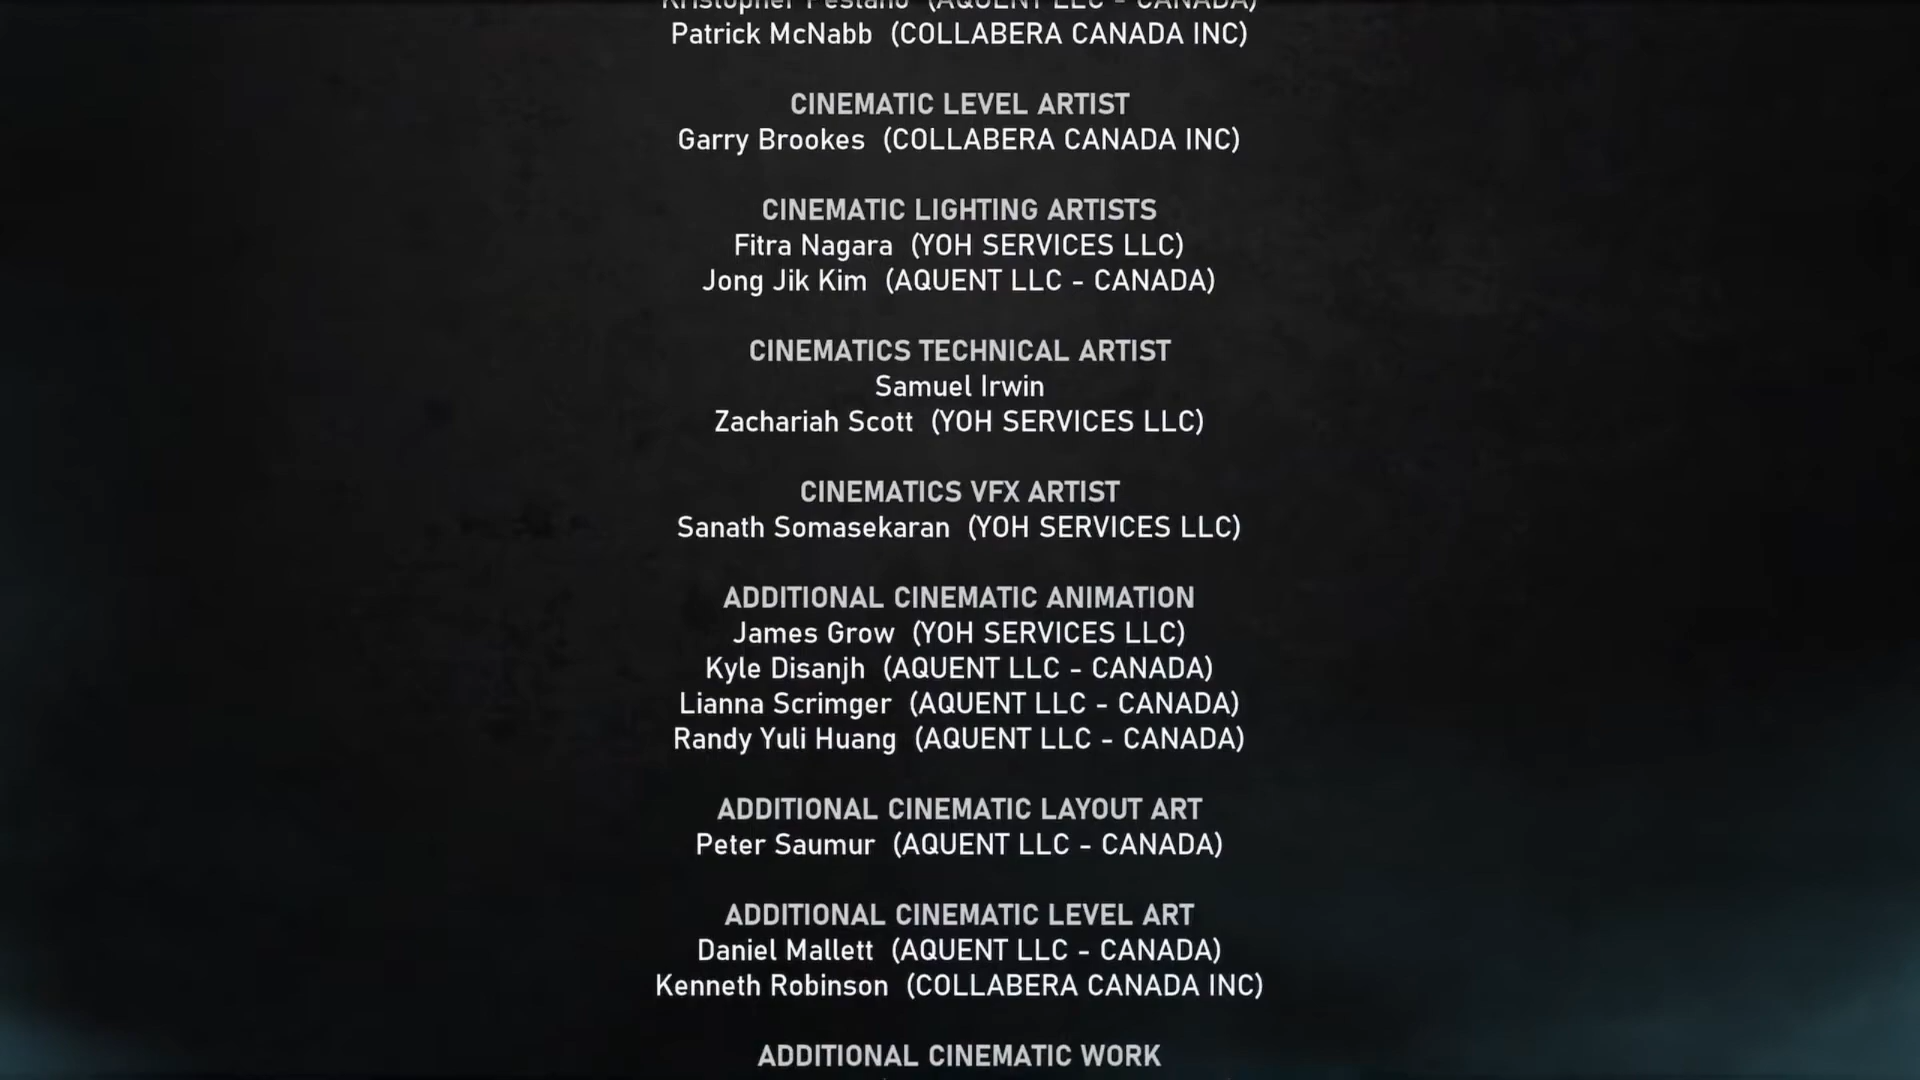 Patrick McNabb (COLLABERA CANADA INC)
CINEMATIC LEVEL ARTIST
Garry Brookes (COLLABERA CANADA INC)
CINEMATIC LIGHTING ARTISTS
Fitra Nagara (YOH SERVICES LLC)
Jong Jik Kim (AQUENT LLC - CANADA)
CINEMATICS TECHNICAL ARTIST
Samuel Irwin
Zachariah Scott (YOH SERVICES LLC)
CINEMATICS VFX ARTIST
Sanath Somasekaran (YOH SERVICES LLC)
ADDITIONAL CINEMATIC ANIMATION
James Grow (YOH SERVICES LLC)
Kyle Disanjh (AQUENT LLC - CANADA)
Lianna Scrimger (AQUENT LLC - CANADA)
Randy Yuli Huang (AQUENT LLC - CANADA)
ADDITIONAL CINEMATIC LAYOUT ART
Peter Saumur (AQUENT LLC - CANADA)
ADDITIONAL CINEMATIC LEVEL ART
Daniel Mallett (AQUENT LLC - CANADA)
Kenneth Robinson (COLLABERA CANADA INC)
ADDITIONAL CINEMATIC WORK